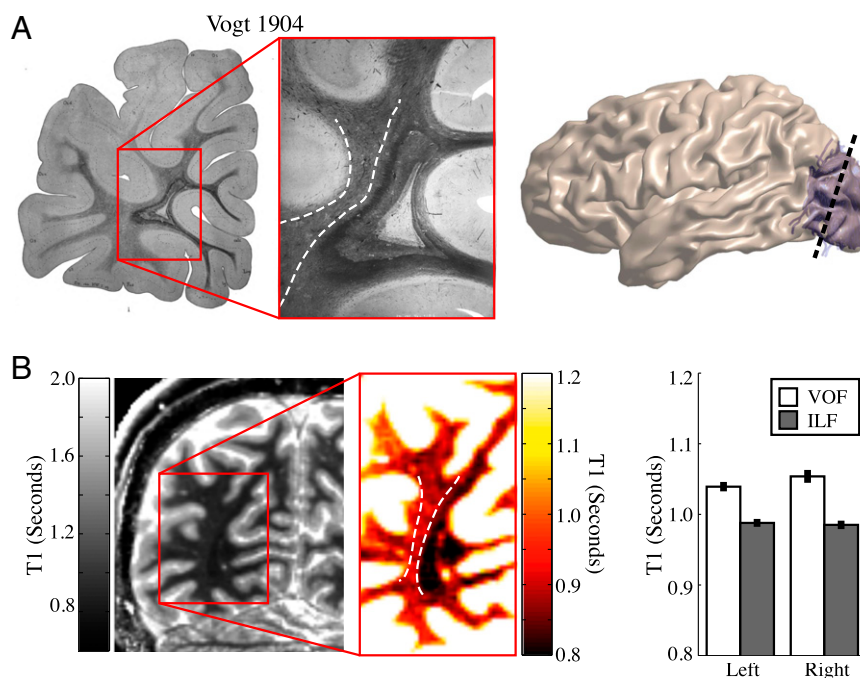 A
Vogt 1904
B
T1 (Seconds)
2.0
1.6
1.2
0.8
1.2
1.1
1.0
0.9
0.8
T1 (Seconds)
T1 (Seconds)
1.2
1.1
1.0
0.9
0.8
VOF
ILF
Left
Right